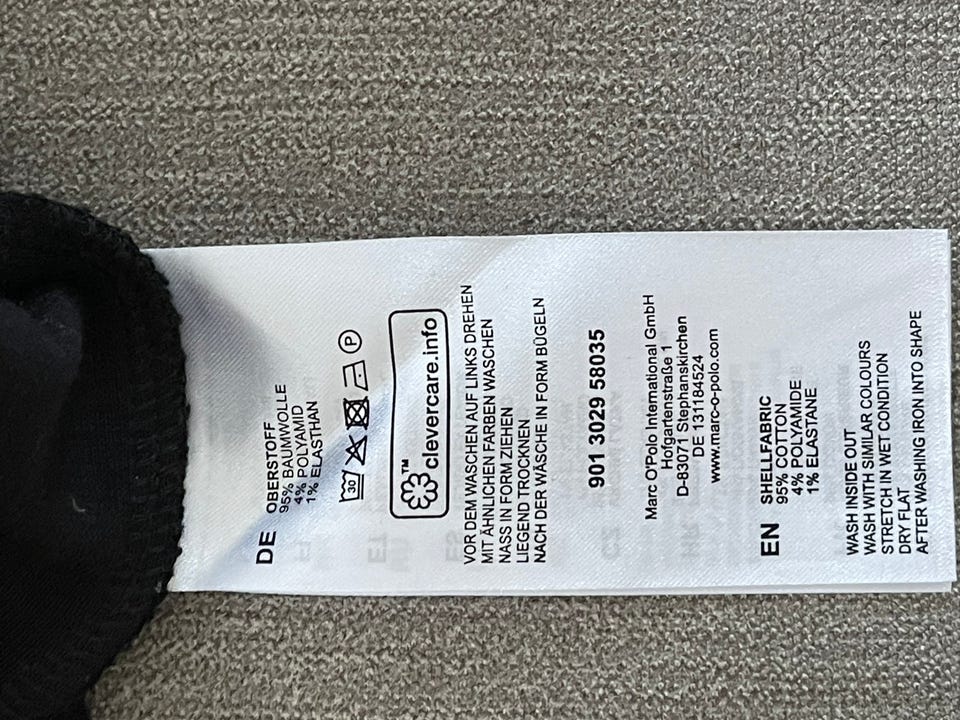 DE OBERSTOFF
95% BAUMWOLLE
4% POLYAMID
1% ELASTHAN
30 P
™
clevercare.info
VOR DEM WASCHEN AUF LINKS DREHEN
MIT ÄHNLICHEN FARBEN WASCHEN
NASS IN FORM ZIEHEN
LIEGEND TROCKNEN
NACH DER WÄSCHE IN FORM BÜGELN
901 3029 58035
Marc O'Polo International GmbH
Hofgartenstraße 1
D-83071 Stephanskirchen
DE 131184524
www.marc-o-polo.com
EN SHELLFABRIC
95% COTTON
4% POLYAMIDE
1% ELASTANE
WASH INSIDE OUT
WASH WITH SIMILAR COLOURS
STRETCH IN WET CONDITION
DRY FLAT
AFTER WASHING IRON INTO SHAPE